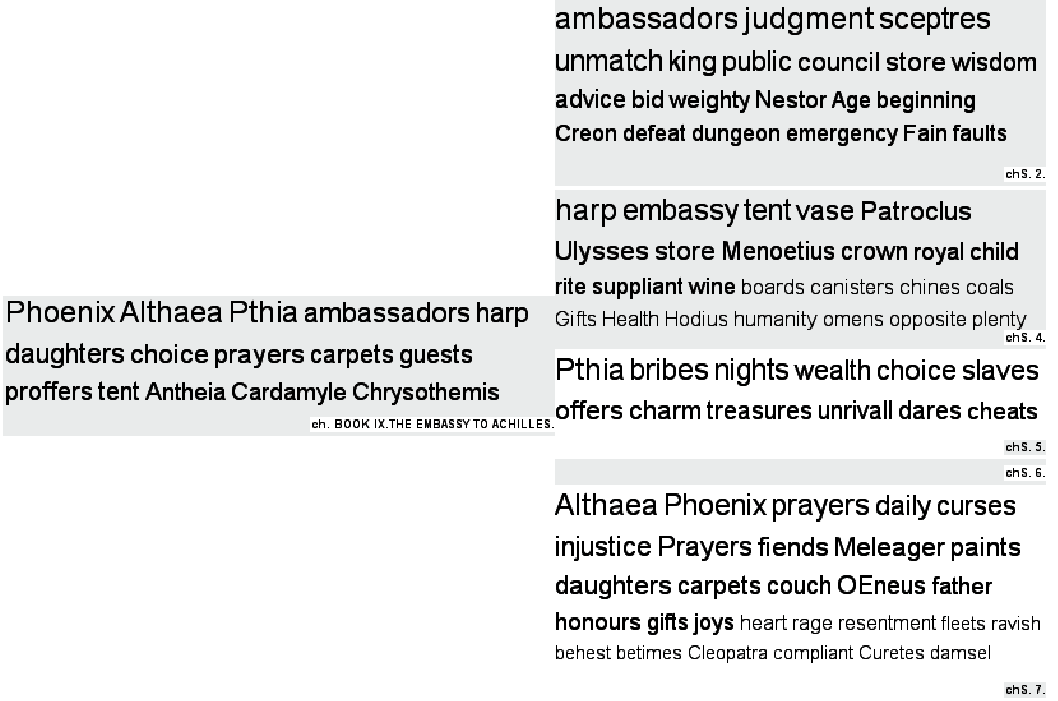 Phoenix Althaea Pthia ambassadors harp
daughters choice prayers carpets guests
proffers tent Antheia Cardamyle Chrysothemis
ch. BOOK IX.THE EMBASSY TO ACHILLES.
ambassadors judgment sceptres
unmatch king public council store wisdom
advice bid weighty Nestor Age beginning
Creon defeat dungeon emergency Fain faults
chS. 2.
harp embassy tent vase Patroclus
Ulysses store Menoetius crown royal child
rite suppliant wine boards canisters chines coals
Gifts Health Hodius humanity omens opposite plenty
chS. 4.
Pthia bribes nights wealth choice slaves
offers charm treasures unrivall dares cheats
chS. 5.
chS. 6.
Althaea Phoenix prayers daily curses
injustice Prayers fiends Meleager paints
daughters carpets couch OEneus father
honours gifts joys heart rage resentment fleets ravish
behest betimes Cleopatra compliant Curetes damsel
chS. 7.